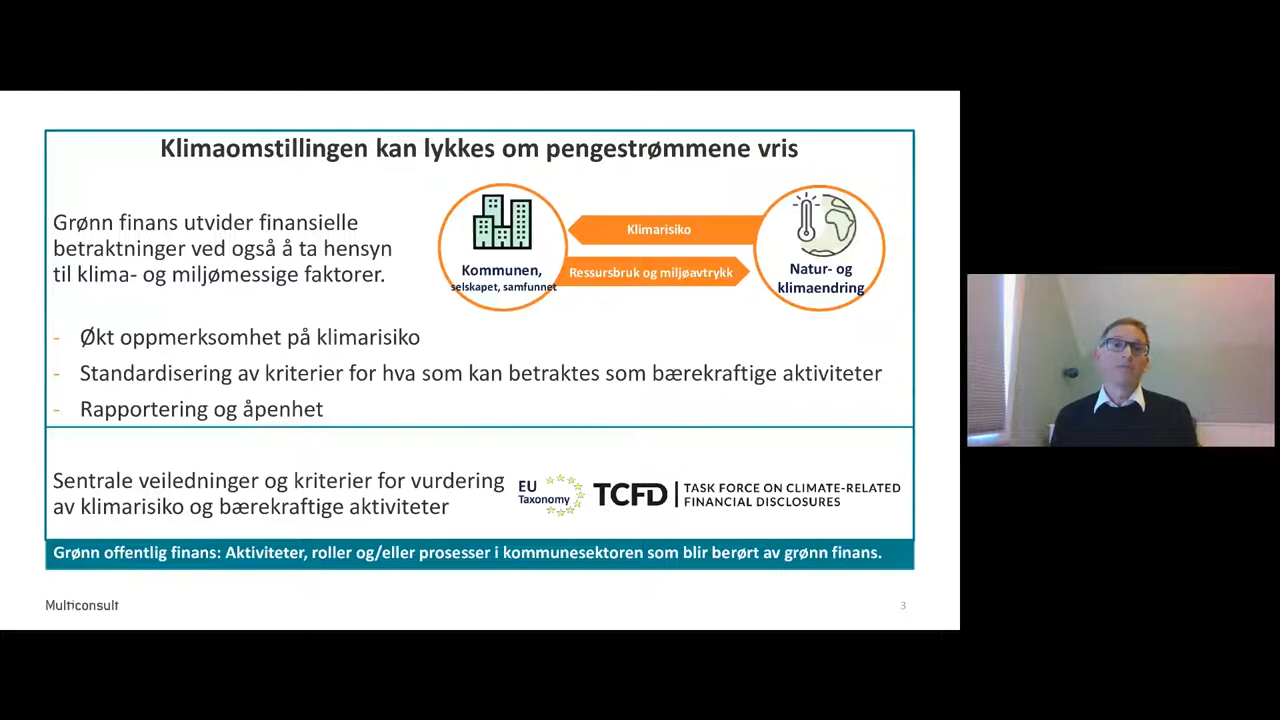 Klimaomstillingen kan lykkes om pengestrømmene vris
Grønn finans utvider finansielle
betraktninger ved også å ta hensyn
til klima- og miljømessige faktorer.
Kommunen,
selskapet, samfunnet
Klimarisiko
Ressursbruk og miljøavtrykk
Natur- og
klimaendring
- Økt oppmerksomhet på klimarisiko
- Standardisering av kriterier for hva som kan betraktes som bærekraftige aktiviteter
- Rapportering og åpenhet
Sentrale veiledninger og kriterier for vurdering
av klimarisiko og bærekraftige aktiviteter
EU
Taxonomy
TCFD
TASK FORCE ON CLIMATE-RELATED
FINANCIAL DISCLOSURES
Grønn offentlig finans: Aktiviteter, roller og/eller prosesser i kommunesektoren som blir berørt av grønn finans.
Multiconsult
3